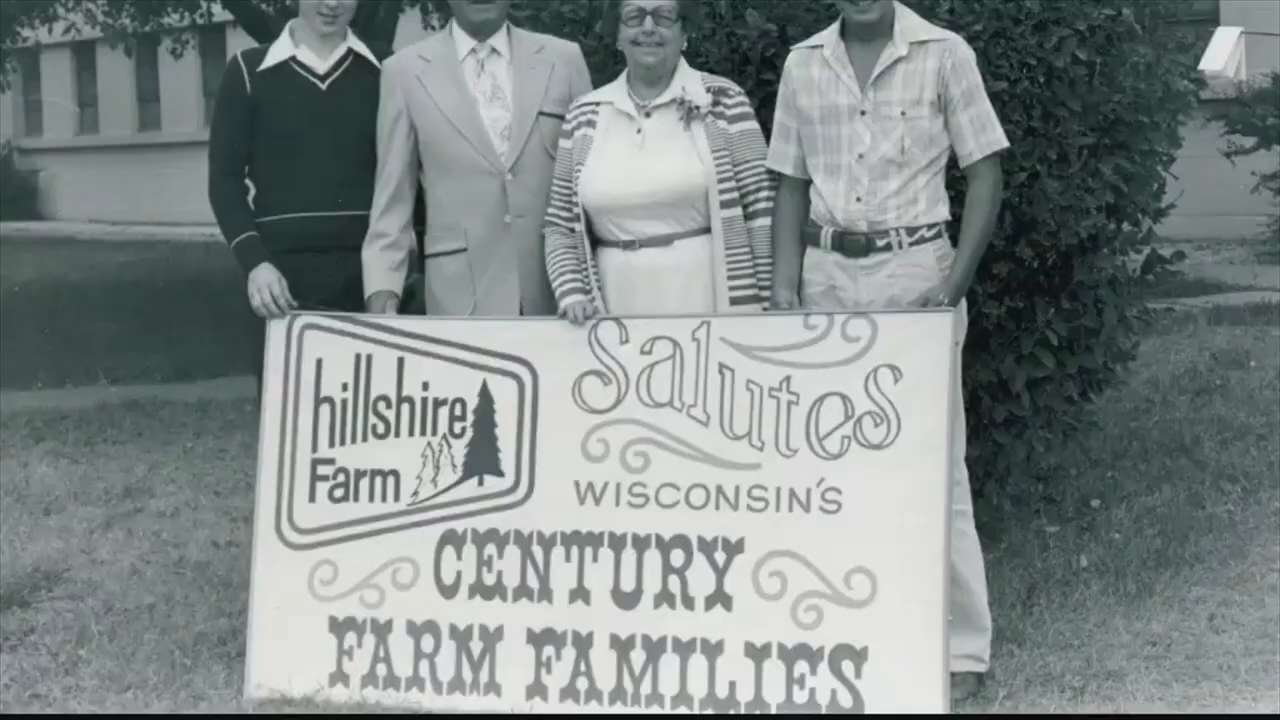 hillshire
Farm
Salutes
WISCONSIN'S
CENTURY
FARM FAMILIES